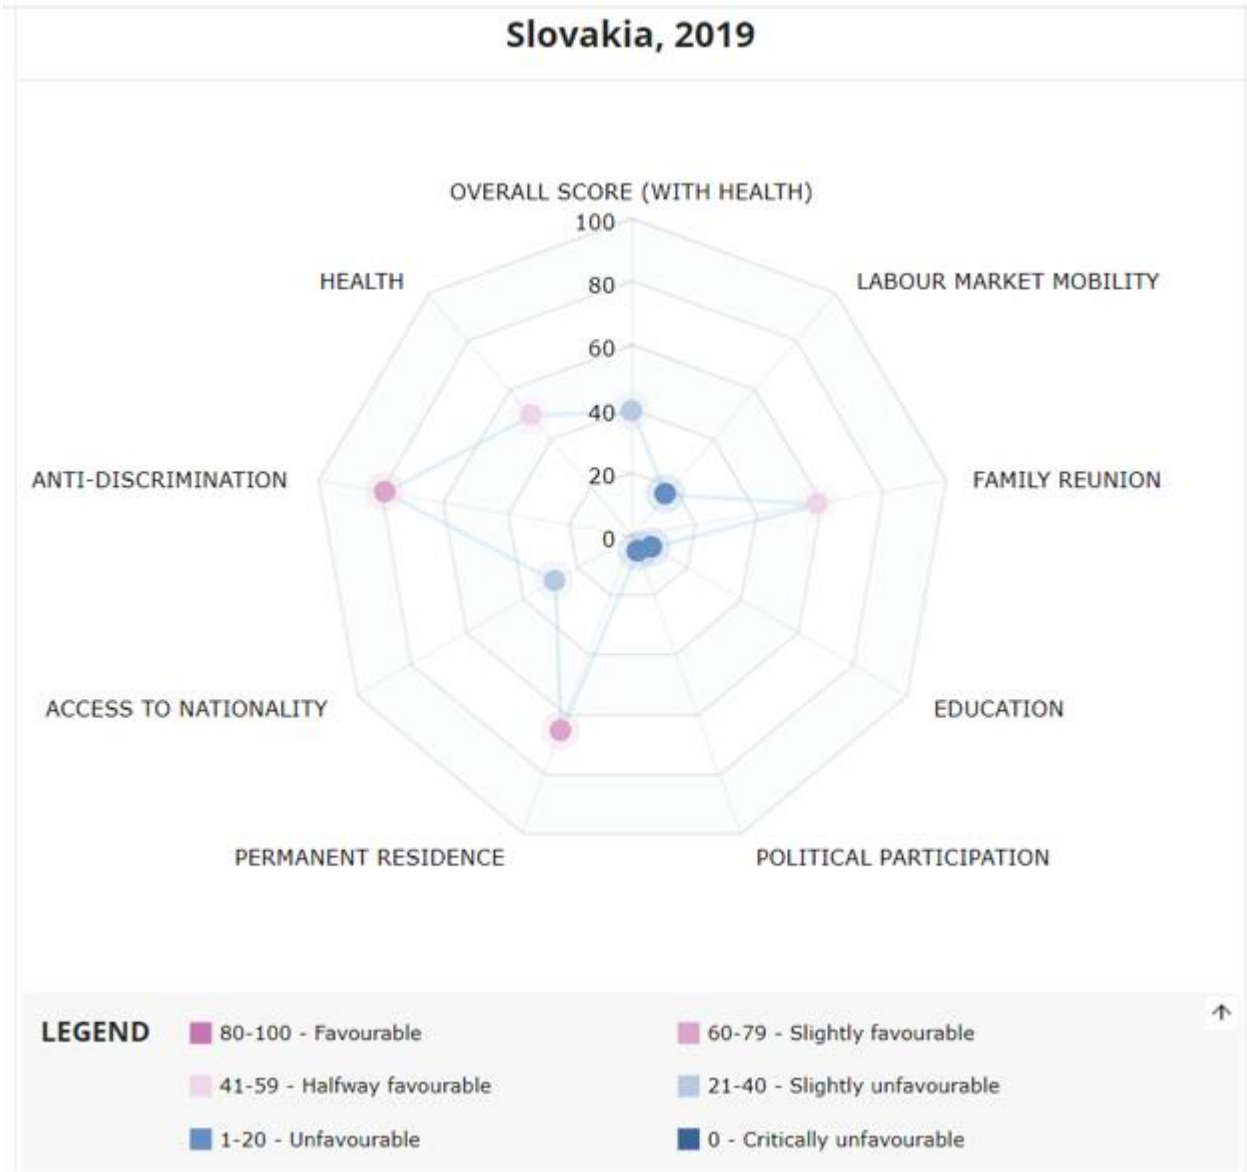 Slovakia, 2019
OVERALL SCORE (WITH HEALTH)
100
HEALTH
LABOUR MARKET MOBILITY
80
60
40
20
ANTI-DISCRIMINATION
FAMILY REUNION
0
ACCESS TO NATIONALITY
EDUCATION
PERMANENT RESIDENCE
POLITICAL PARTICIPATION
LEGEND
80-100 - Favourable
60-79 - Slightly favourable
41-59 - Halfway favourable
21-40 - Slightly unfavourable
1-20 - Unfavourable
0 - Critically unfavourable